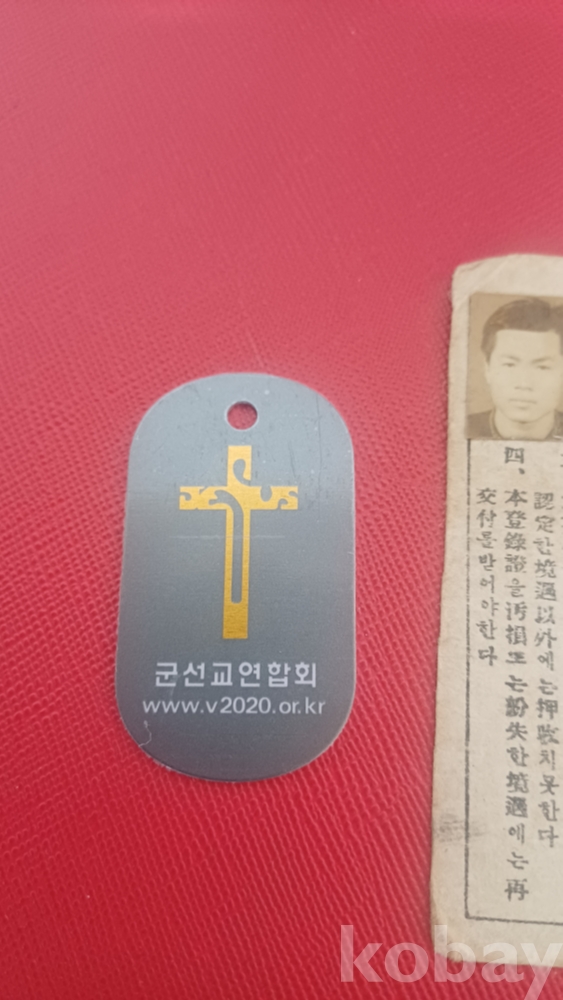 JESUS
군선교연합회
www.v2020.or.kr
認定한境遇以外에는押收치못한다
四、本登錄證을汚損또는紛失한境遇에는再
交付를받어야한다
kobay